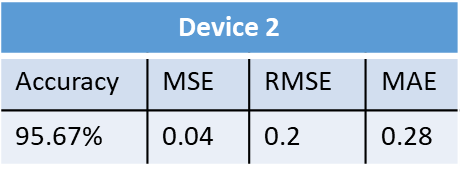 Device 2
Accuracy MSE RMSE MAE
95.67% 0.04 0.2 0.28